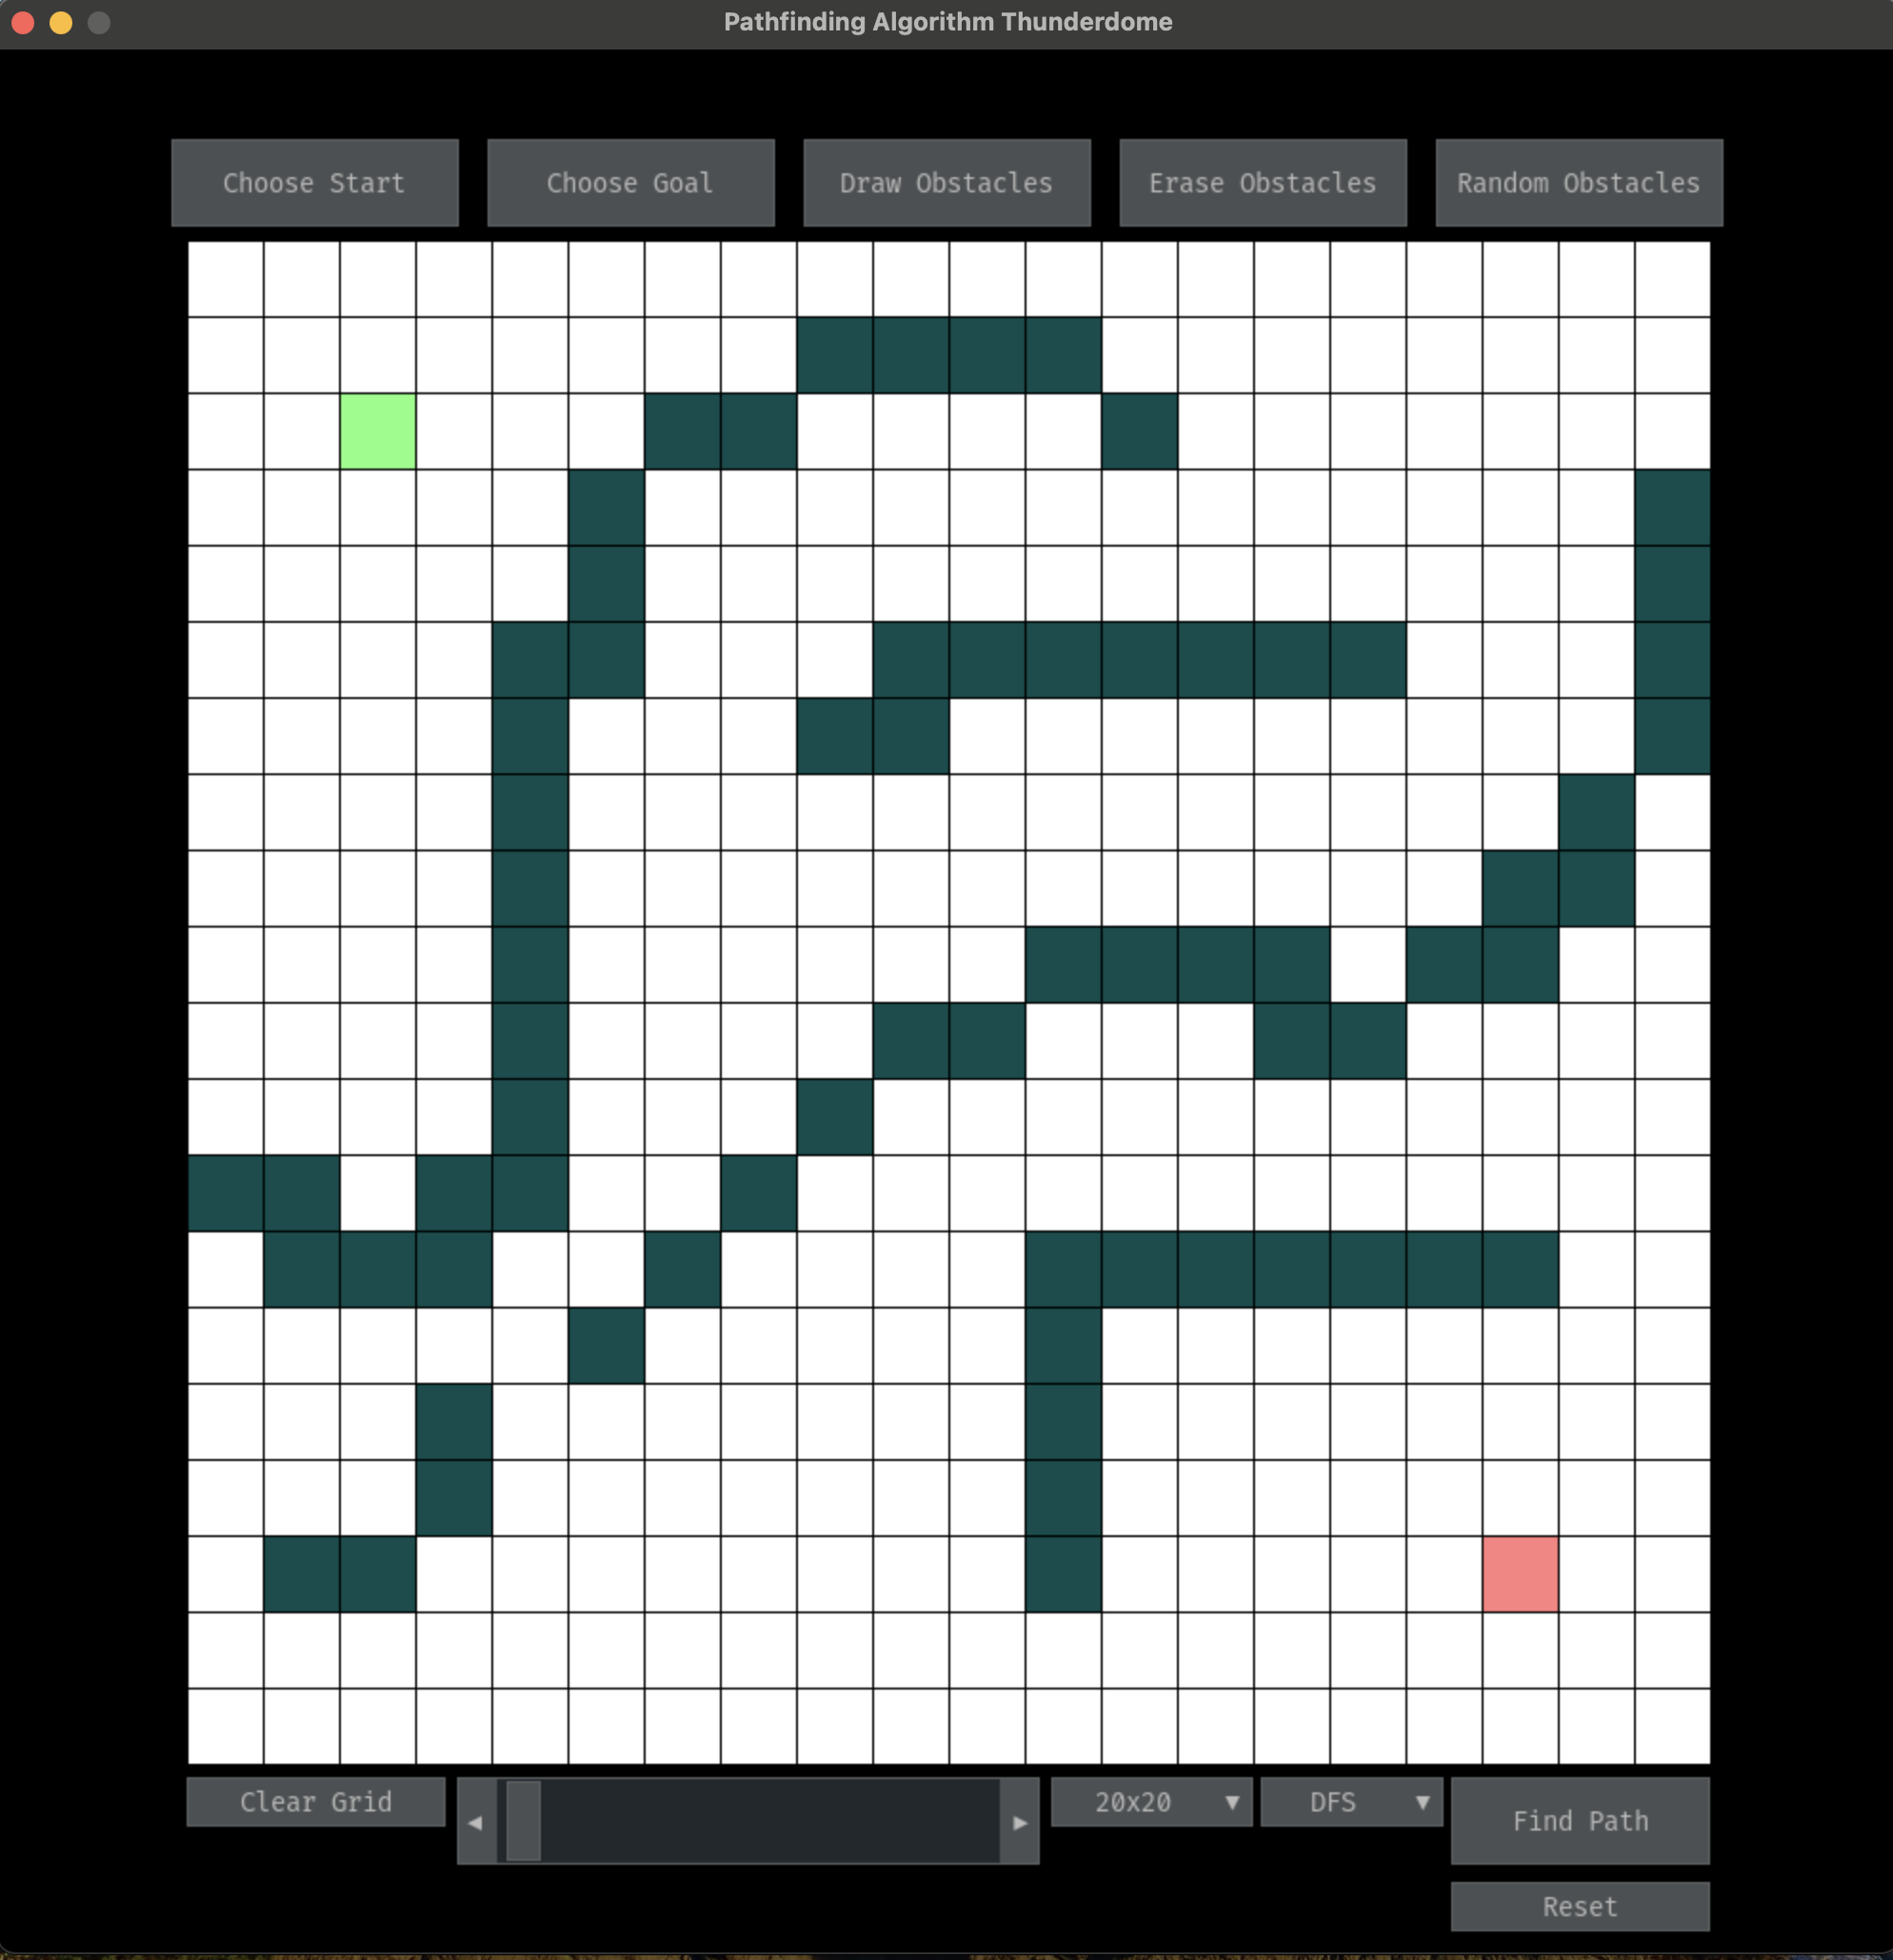 Pathfinding Algorithm Thunderdome
Choose Start
Choose Goal
Draw Obstacles
Erase Obstacles
Random Obstacles
Clear Grid
20x20
DFS
Find Path
Reset